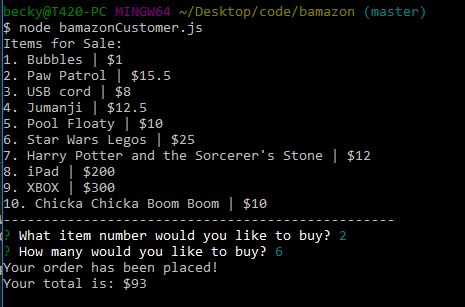 becky@T420-PC MINGW64 ~/Desktop/code/bamazon (master)
$ node bamazonCustomer.js
Items for Sale:
1. Bubbles | $1
2. Paw Patrol | $15.5
3. USB cord | $8
4. Jumanji | $12.5
5. Pool Floaty | $10
6. Star Wars Legos | $25
7. Harry Potter and the Sorcerer's Stone | $12
8. iPad | $200
9. XBOX | $300
10. Chicka Chicka Boom Boom | $10
--------------------------------------------------
? What item number would you like to buy? 2
? How many would you like to buy? 6
Your order has been placed!
Your total is: $93